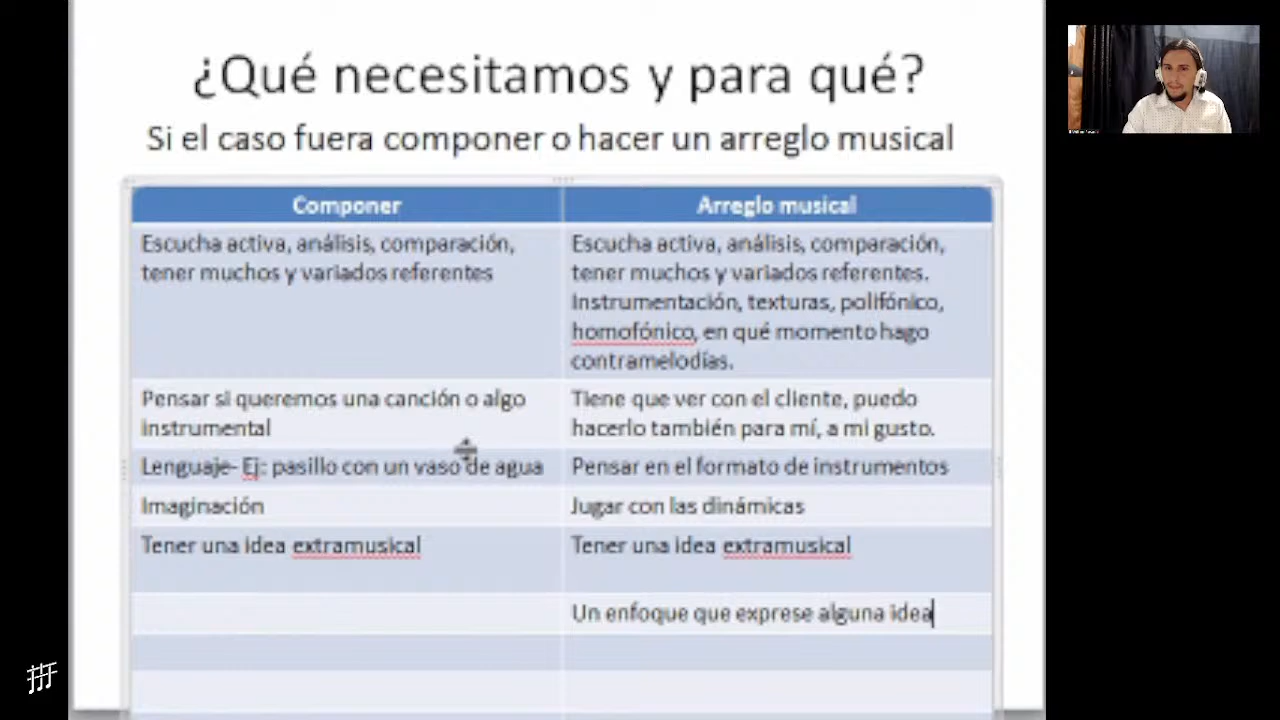 ¿Qué necesitamos y para qué?
Si el caso fuera componer o hacer un arreglo musical
Componer
Arreglo musical
Escucha activa, análisis, comparación,
tener muchos y variados referentes
Escucha activa, análisis, comparación,
tener muchos y variados referentes.
Instrumentación, texturas, polifónico,
homofónico, en qué momento hago
contramelodías.
Pensar si queremos una canción o algo
instrumental
Tiene que ver con el cliente, puedo
hacerlo también para mí, a mi gusto.
Lenguaje- Ej: pasillo con un vaso de agua
Pensar en el formato de instrumentos
Imaginación
Jugar con las dinámicas
Tener una idea extramusical
Tener una idea extramusical
Un enfoque que exprese alguna idea